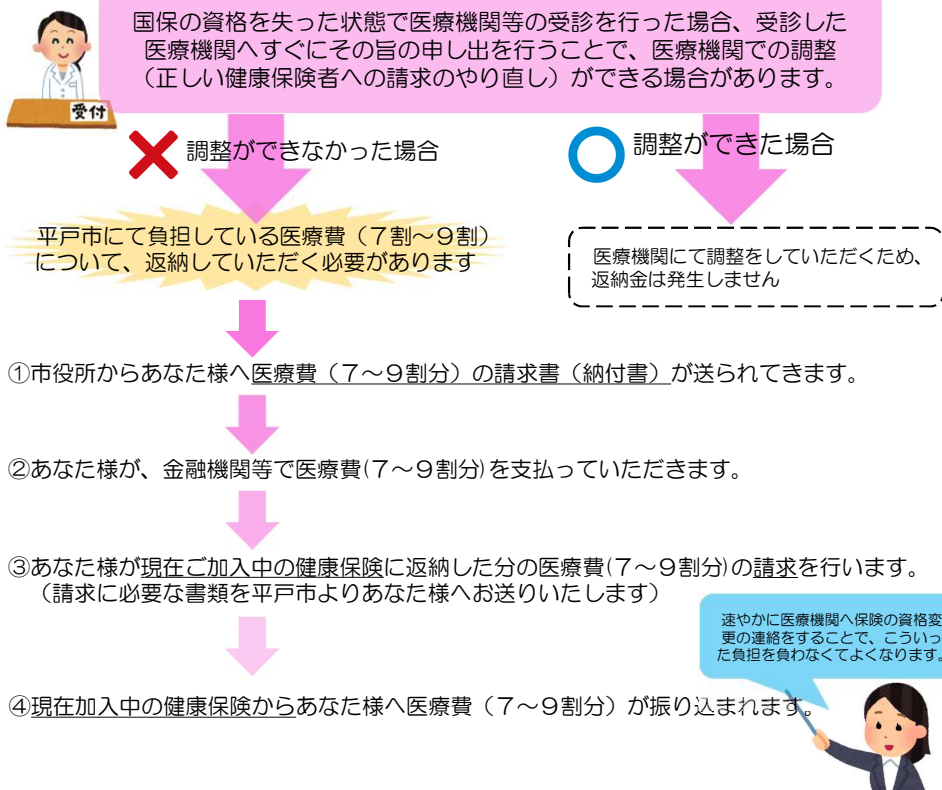 国保の資格を失った状態で医療機関等の受診を行った場合、受診した
医療機関へすぐにその旨の申し出を行うことで、医療機関での調整
（正しい健康保険者への請求のやり直し）ができる場合があります。
受付
調整ができなかった場合
調整ができた場合
平戸市にて負担している医療費（７割～９割）
について、返納していただく必要があります
医療機関にて調整をしていただくため、
返納金は発生しません
①市役所からあなた様へ医療費（７～９割分）の請求書（納付書）が送られてきます。
②あなた様が、金融機関等で医療費(７～９割分)を支払っていただきます。
③あなた様が現在ご加入中の健康保険に返納した分の医療費(７～９割分)の請求を行います。
（請求に必要な書類を平戸市よりあなた様へお送りいたします）
速やかに医療機関へ保険の資格変
更の連絡をすることで、こういっ
た負担を負わなくてよくなります。
④現在加入中の健康保険からあなた様へ医療費（７～９割分）が振り込まれます。